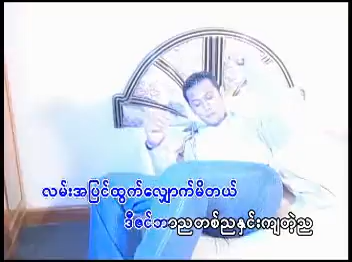 လမ်းအပြင်ထွက်လျှောက်မိတယ်
ဒီဇင်ဘာညတစ်ညနှင်းကျတဲ့ည